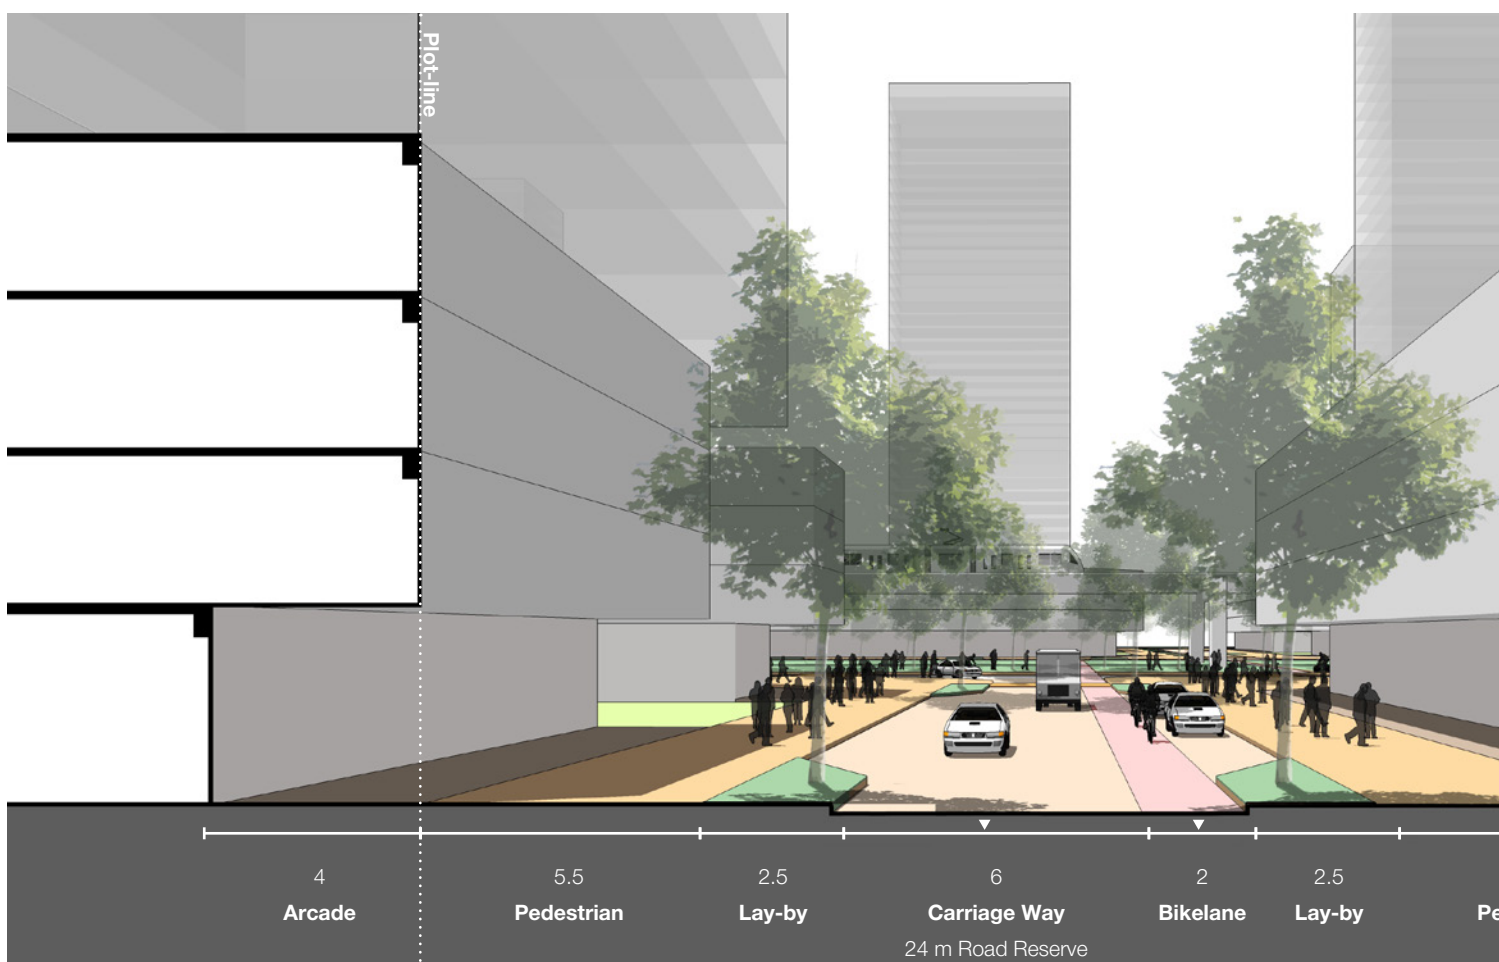 Plot-line
4 5.5 2.5 6 2 2.5
Arcade Pedestrian Lay-by Carriage Way Bikelane Lay-by Pe
24 m Road Reserve